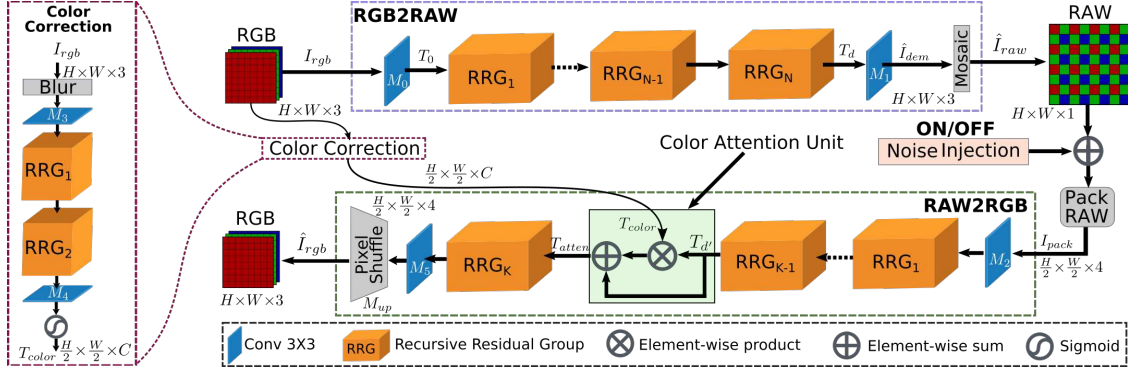 Color
Correction
I_rgb
H×W×3
Blur
M_3
RRG_1
RRG_2
M_4
T_color H/2 × W/2 × C
RGB2RAW
RGB
I_rgb
M_0
T_0
RRG_1
RRG_N-1
RRG_N
T_d
M_1
Î_dem
H×W×3
Mosaic
Î_raw
RAW
H×W×1
H×W×3
Color Correction
H/2 × W/2 × C
Color Attention Unit
ON/OFF
Noise Injection
Pack
RAW
RAW2RGB
I_pack
H/2 × W/2 × 4
M_2
RRG_1
RRG_K-1
T_d'
T_color
T_atten
RRG_K
M_5
H/2 × W/2 × 4
Pixel
Shuffle
M_up
Î_rgb
RGB
H×W×3
Conv 3X3
RRG
Recursive Residual Group
Element-wise product
Element-wise sum
Sigmoid